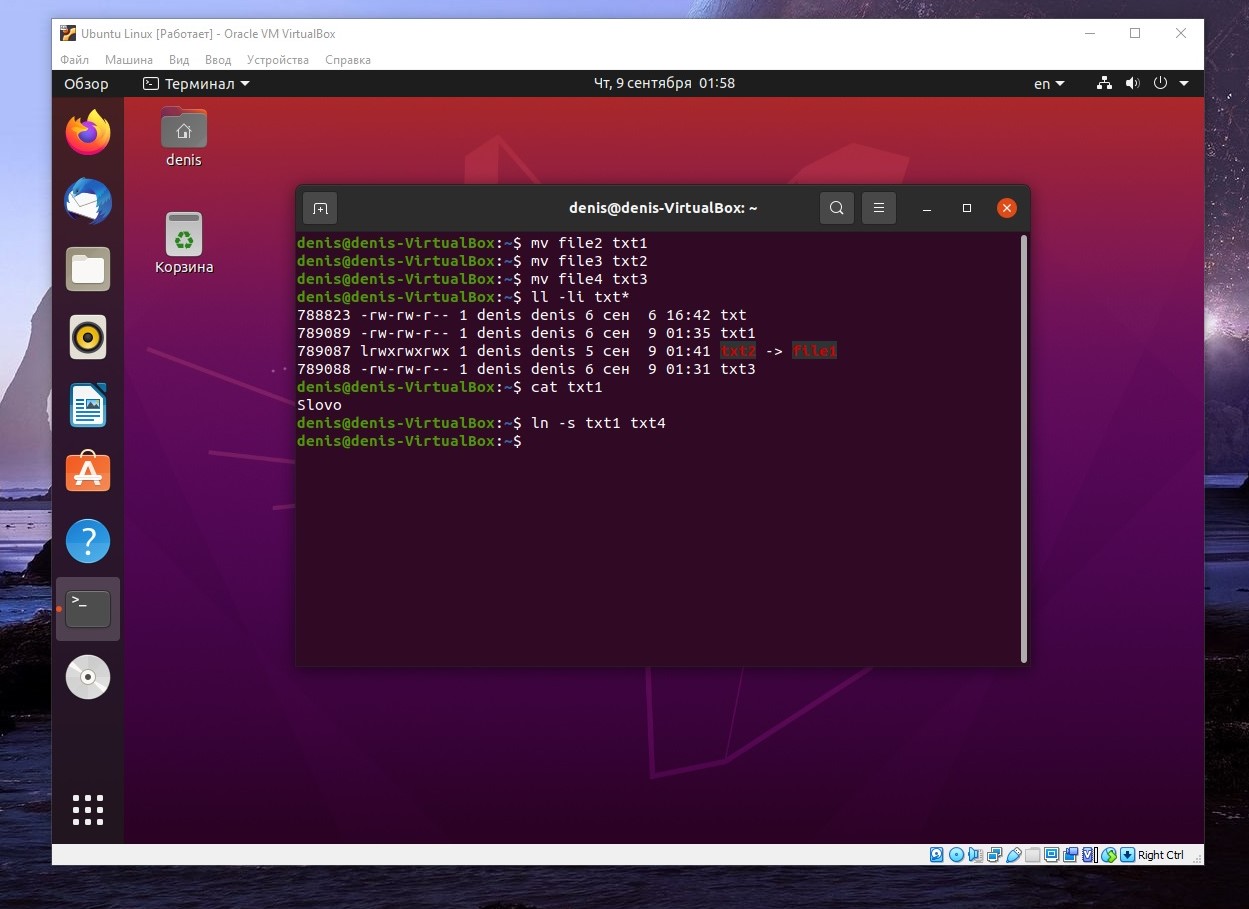 Ubuntu Linux [Работает] - Oracle VM VirtualBox
Файл Машина Вид Ввод Устройства Справка
Обзор Терминал Чт, 9 сентября 01:58 en
denis
Корзина
denis@denis-VirtualBox: ~
denis@denis-VirtualBox:~$ mv file2 txt1
denis@denis-VirtualBox:~$ mv file3 txt2
denis@denis-VirtualBox:~$ mv file4 txt3
denis@denis-VirtualBox:~$ ll -li txt*
788823 -rw-rw-r-- 1 denis denis 6 сен  6 16:42 txt
789089 -rw-rw-r-- 1 denis denis 6 сен  9 01:35 txt1
789087 lrwxrwxrwx 1 denis denis 5 сен  9 01:41 txt2 -> file1
789088 -rw-rw-r-- 1 denis denis 6 сен  9 01:31 txt3
denis@denis-VirtualBox:~$ cat txt1
Slovo
denis@denis-VirtualBox:~$ ln -s txt1 txt4
denis@denis-VirtualBox:~$
Right Ctrl